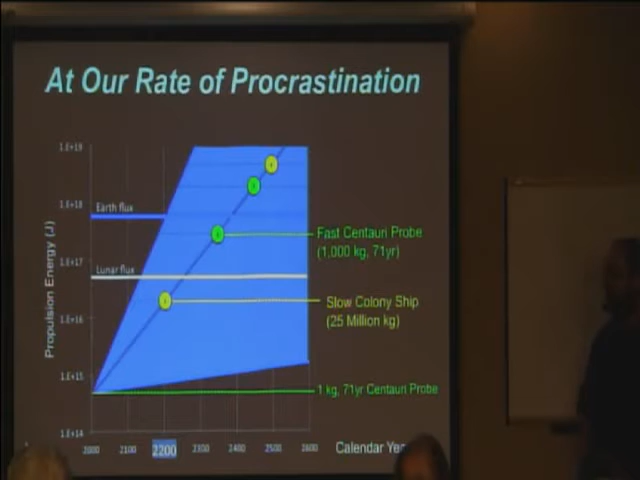 At Our Rate of Procrastination
1.E+19
Earth flux
1.E+18
Fast Centauri Probe
(1,000 kg, 71yr)
1.E+17
Lunar flux
Slow Colony Ship
(25 Million kg)
1.E+16
1.E+15
1 kg, 71yr Centauri Probe
1.E+14
Propulsion Energy (J)
2000 2100 2200 2300 2400 2500 2600
Calendar